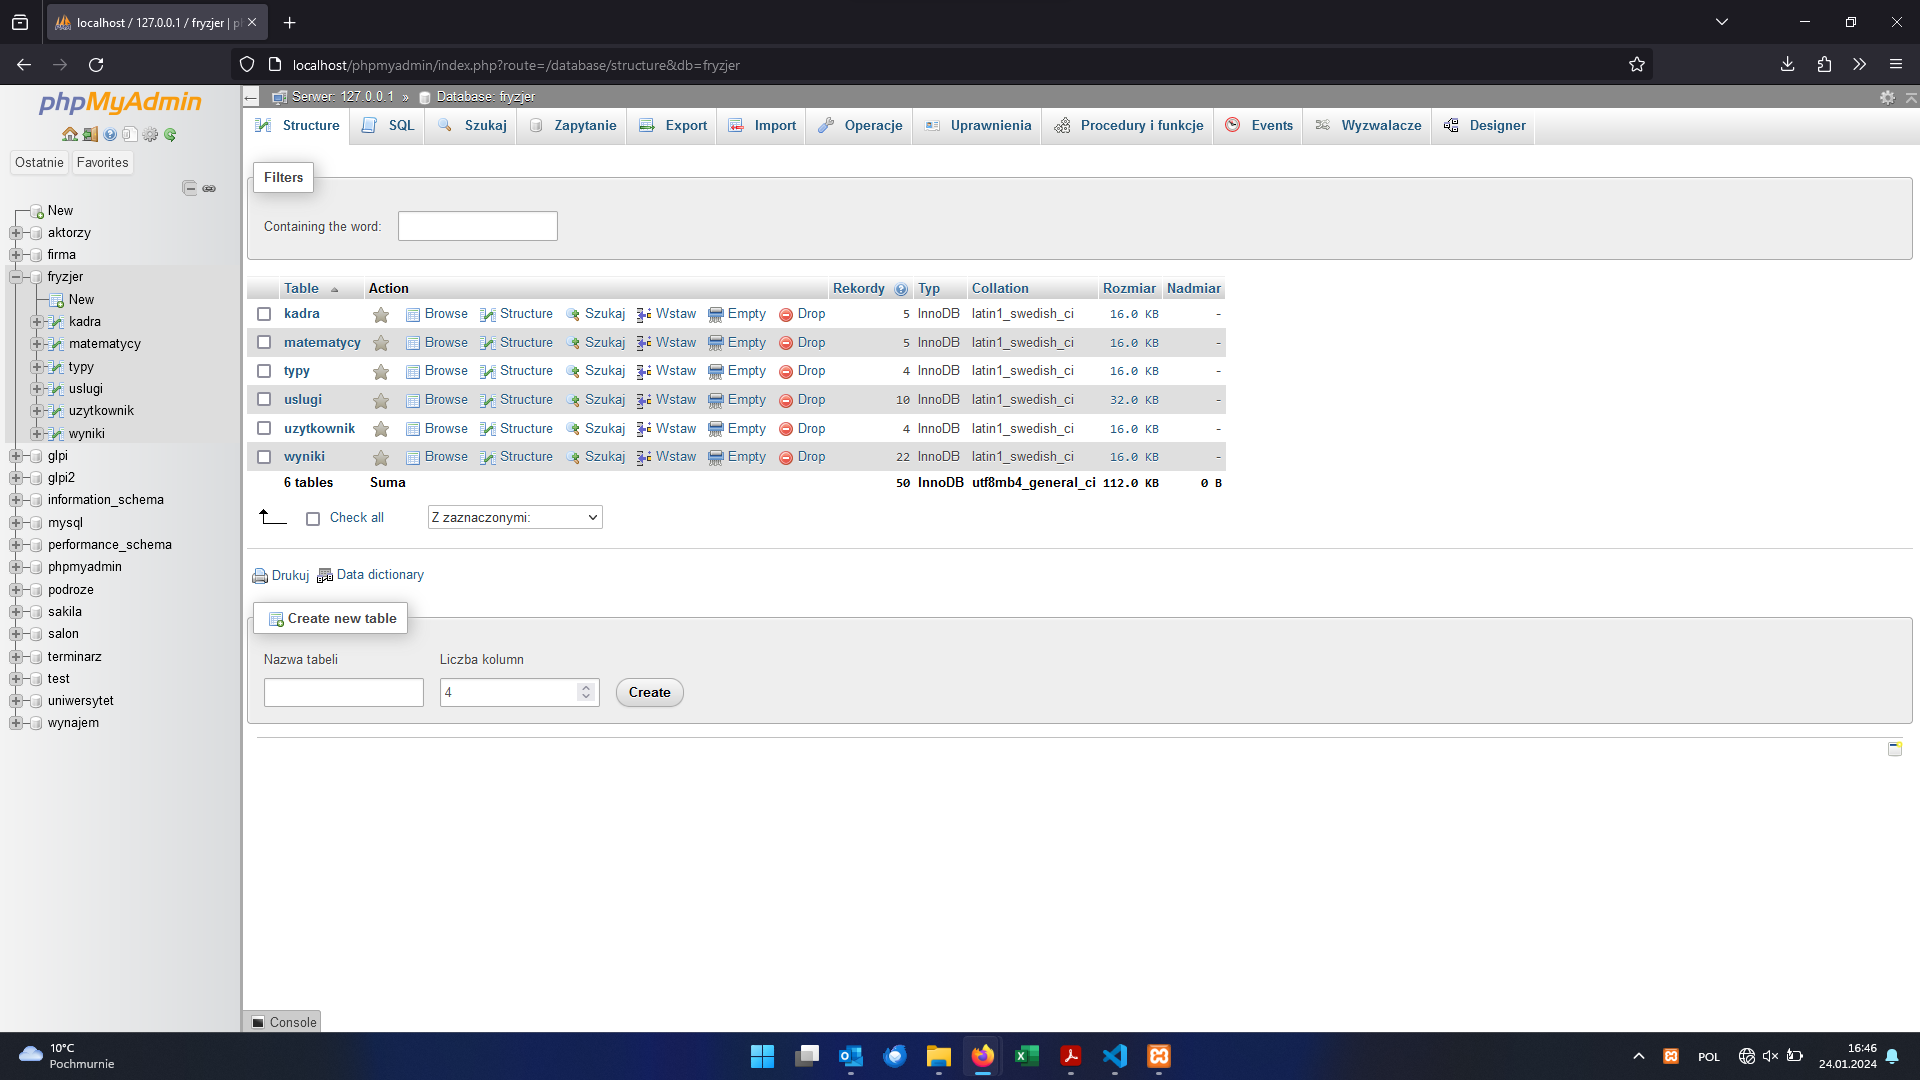 localhost / 127.0.0.1 / fryzjer | p
localhost/phpmyadmin/index.php?route=/database/structure&db=fryzjer
phpMyAdmin
Ostatnie Favorites
New
aktorzy
firma
fryzjer
New
kadra
matematycy
typy
uslugi
uzytkownik
wyniki
glpi
glpi2
information_schema
mysql
performance_schema
phpmyadmin
podroze
sakila
salon
terminarz
test
uniwersytet
wynajem
Serwer: 127.0.0.1 » Database: fryzjer
Structure SQL Szukaj Zapytanie Export Import Operacje Uprawnienia Procedury i funkcje Events Wyzwalacze Designer
Filters
Containing the word:
Table Action Rekordy Typ Collation Rozmiar Nadmiar
kadra Browse Structure Szukaj Wstaw Empty Drop 5 InnoDB latin1_swedish_ci 16.0 KB -
matematycy Browse Structure Szukaj Wstaw Empty Drop 5 InnoDB latin1_swedish_ci 16.0 KB -
typy Browse Structure Szukaj Wstaw Empty Drop 4 InnoDB latin1_swedish_ci 16.0 KB -
uslugi Browse Structure Szukaj Wstaw Empty Drop 10 InnoDB latin1_swedish_ci 32.0 KB -
uzytkownik Browse Structure Szukaj Wstaw Empty Drop 4 InnoDB latin1_swedish_ci 16.0 KB -
wyniki Browse Structure Szukaj Wstaw Empty Drop 22 InnoDB latin1_swedish_ci 16.0 KB -
6 tables Suma 50 InnoDB utf8mb4_general_ci 112.0 KB 0 B
Check all Z zaznaczonymi:
Drukuj Data dictionary
Create new table
Nazwa tabeli Liczba kolumn
4 Create
Console
10°C
Pochmurnie
POL
16:46
24.01.2024